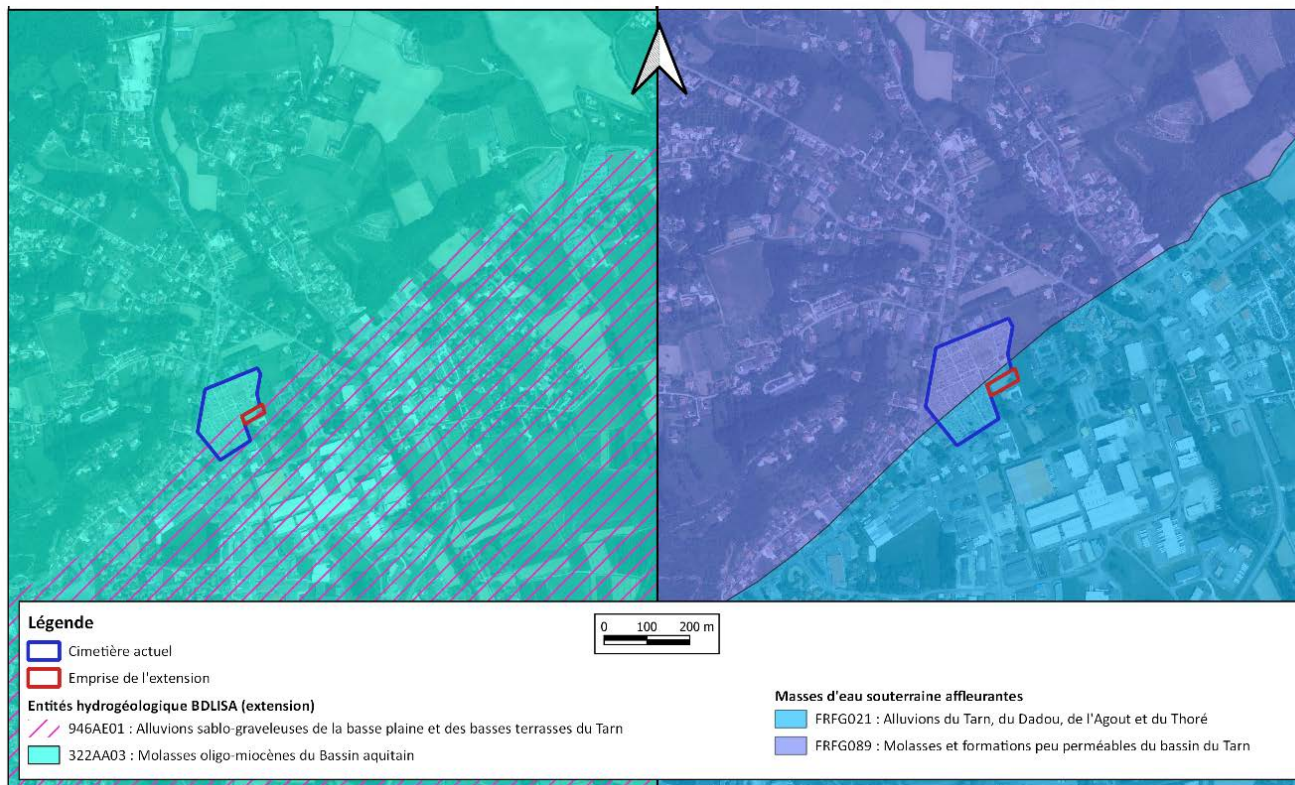 Légende
Cimetière actuel
Emprise de l'extension
Entités hydrogéologique BDLISA (extension)
946AE01 : Alluvions sablo-graveleuses de la basse plaine et des basses terrasses du Tarn
322AA03 : Molasses oligo-miocènes du Bassin aquitain
0 100 200 m
Masses d'eau souterraine affleurantes
FRFG021 : Alluvions du Tarn, du Dadou, de l'Agout et du Thoré
FRFG089 : Molasses et formations peu perméables du bassin du Tarn